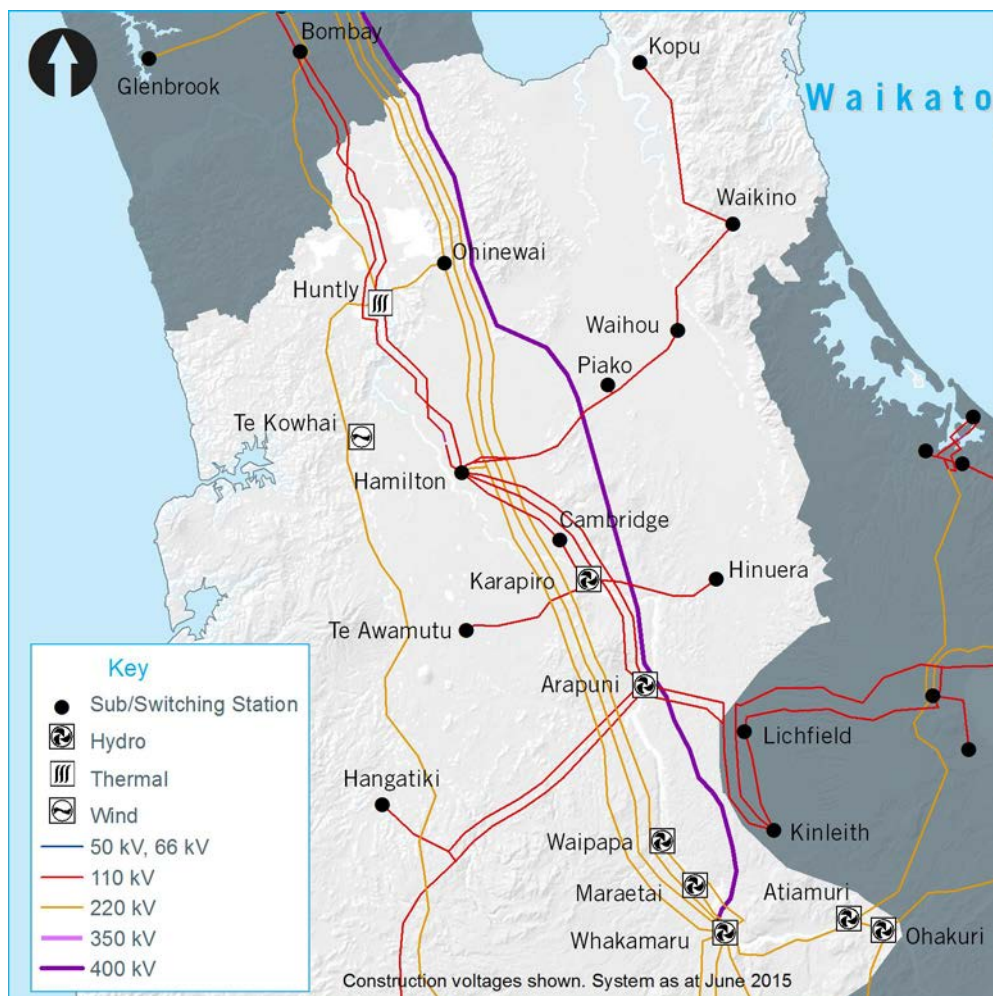 Bombay
Kopu
Glenbrook
Waikato
Waikino
Ohinewai
Huntly
Waihou
Piako
Te Kowhai
Hamilton
Cambridge
Karapiro
Hinuera
Te Awamutu
Key
Sub/Switching Station
Hydro
Thermal
Wind
50 kV, 66 kV
110 kV
220 kV
350 kV
400 kV
Arapuni
Lichfield
Hangatiki
Kinleith
Waipapa
Maraetai
Atiamuri
Whakamaru
Ohakuri
Construction voltages shown. System as at June 2015